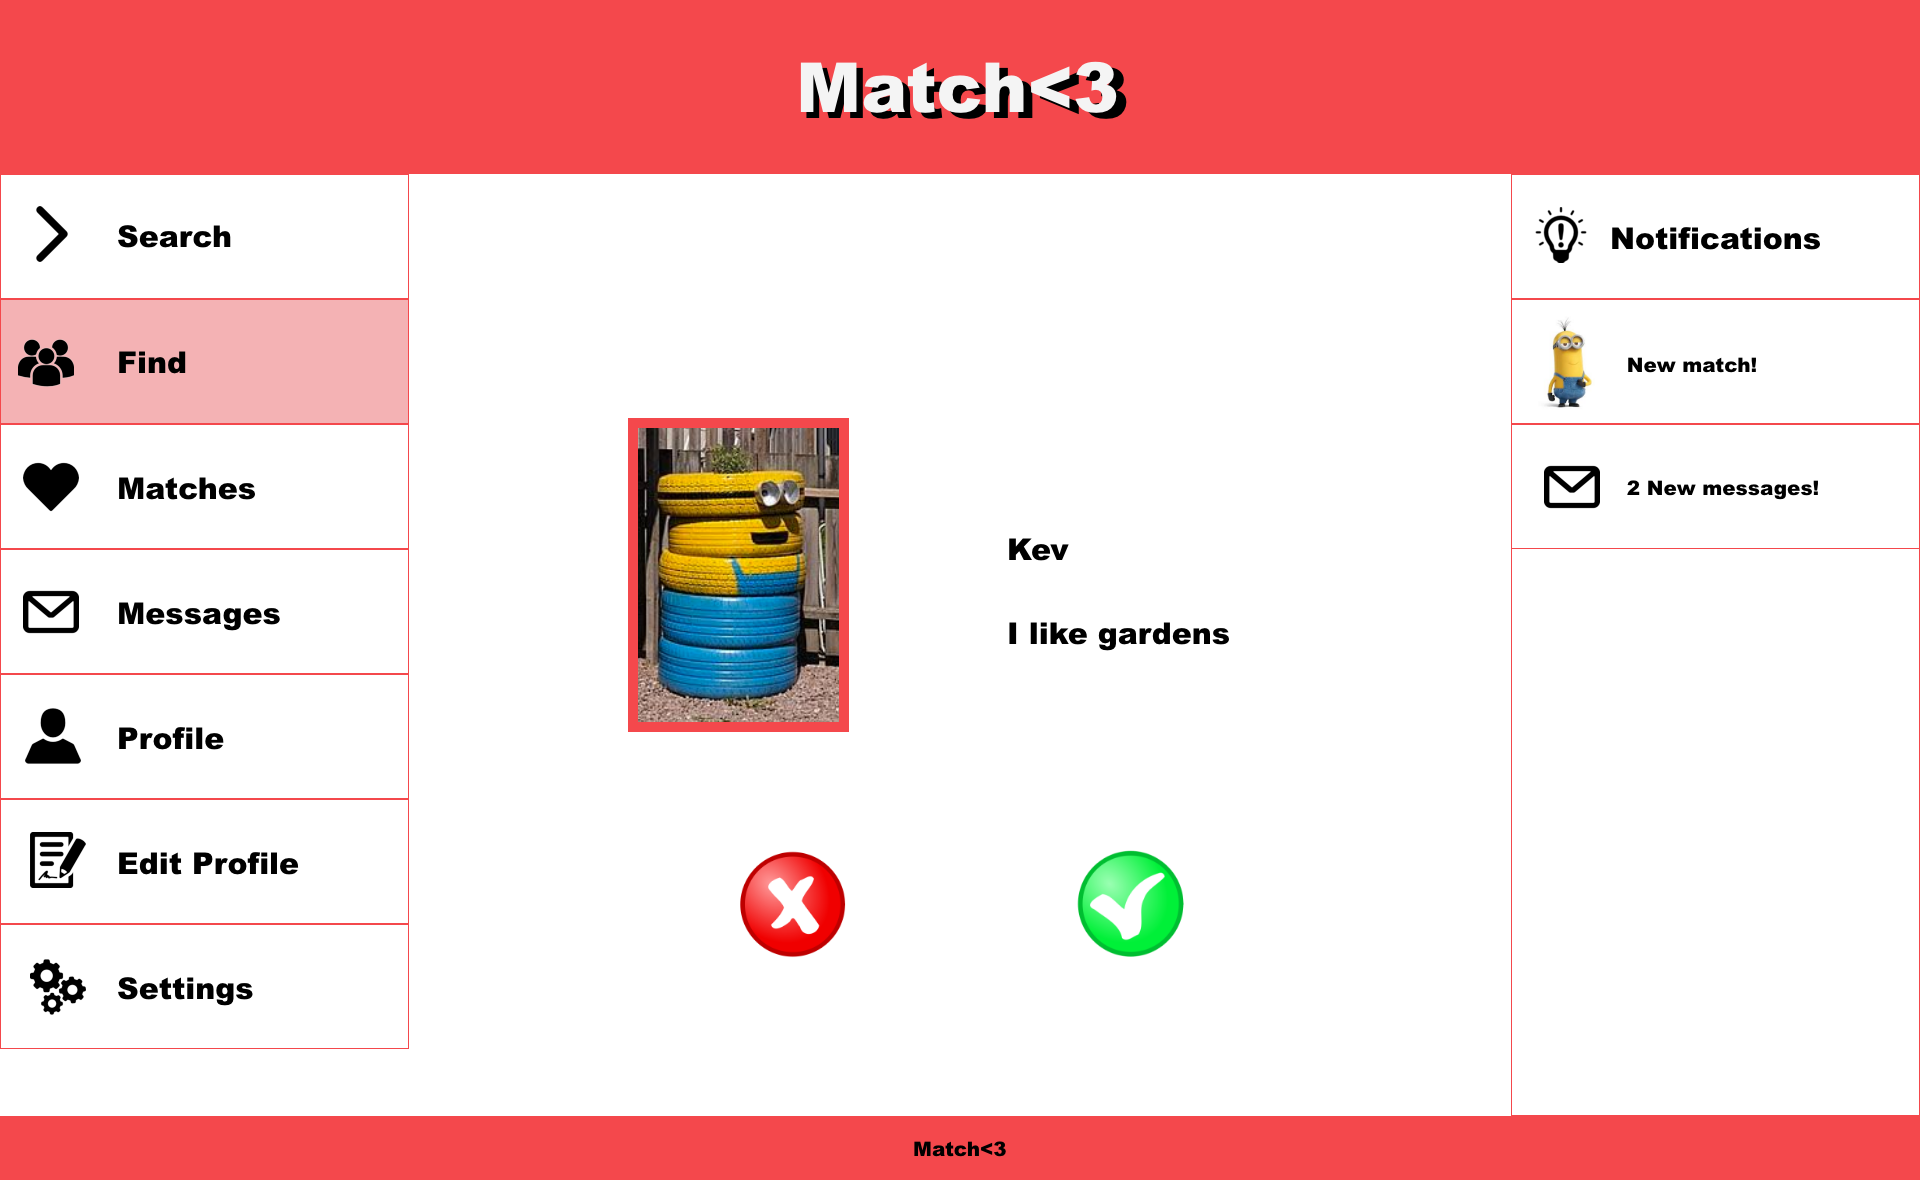 Match<3
Search
Find
Matches
Messages
Profile
Edit Profile
Settings
Kev
I like gardens
Notifications
New match!
2 New messages!
Match<3